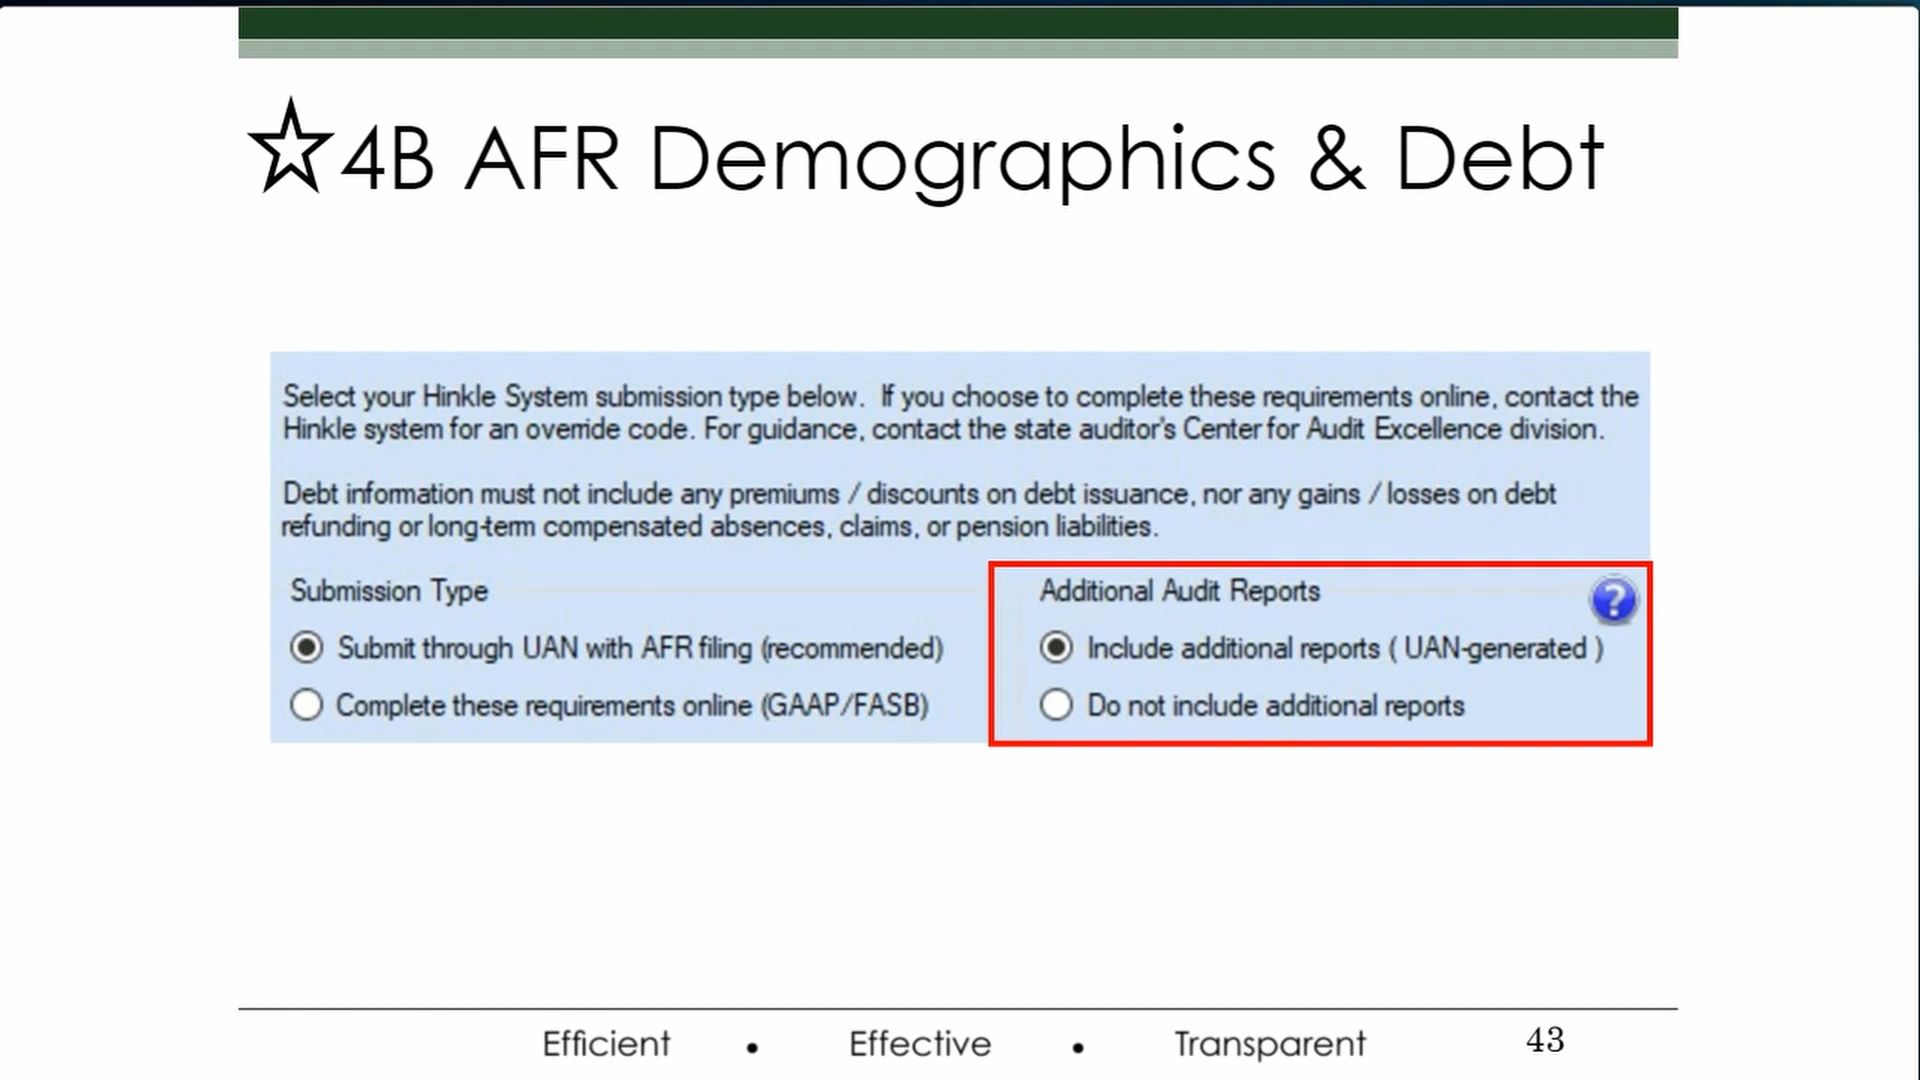 ☆4B AFR Demographics & Debt
Select your Hinkle System submission type below. If you choose to complete these requirements online, contact the
Hinkle system for an override code. For guidance, contact the state auditor's Center for Audit Excellence division.
Debt information must not include any premiums / discounts on debt issuance, nor any gains / losses on debt
refunding or long-term compensated absences, claims, or pension liabilities.
Submission Type
Submit through UAN with AFR filing (recommended)
Complete these requirements online (GAAP/FASB)
Additional Audit Reports
?
Include additional reports ( UAN-generated )
Do not include additional reports
Efficient • Effective • Transparent 43